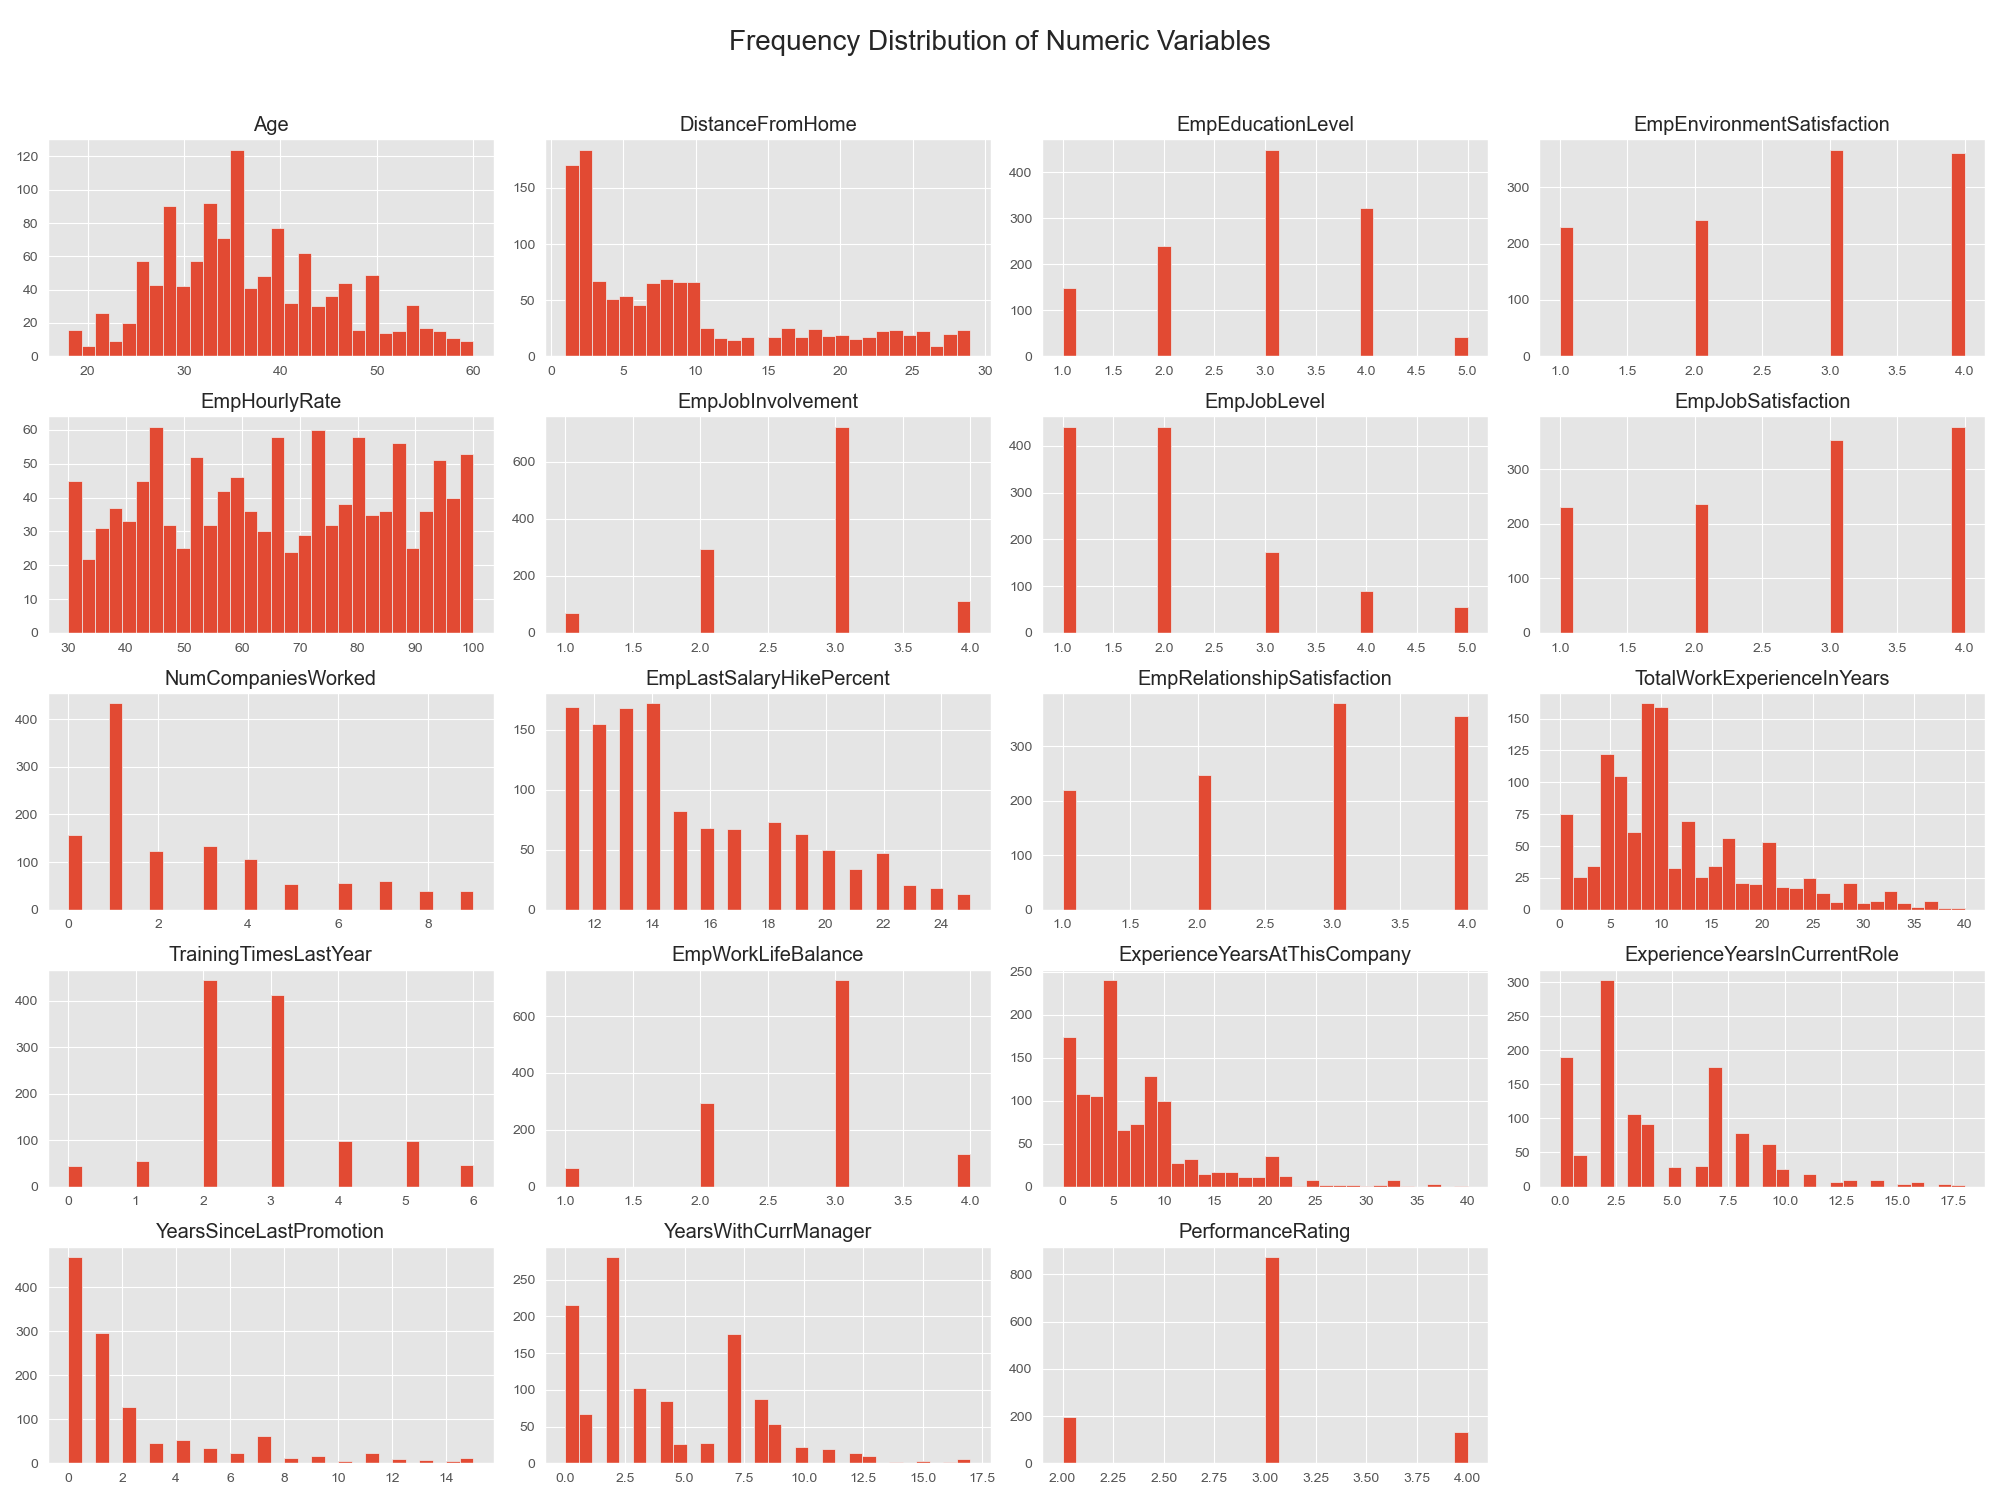 Frequency Distribution of Numeric Variables
Age
DistanceFromHome
EmpEducationLevel
EmpEnvironmentSatisfaction
120
100
80
60
40
20
0
20 30 40 50 60
150
100
50
0
0 5 10 15 20 25 30
400
300
200
100
0
1.0 1.5 2.0 2.5 3.0 3.5 4.0 4.5 5.0
300
200
100
0
1.0 1.5 2.0 2.5 3.0 3.5 4.0
EmpHourlyRate
EmpJobInvolvement
EmpJobLevel
EmpJobSatisfaction
60
50
40
30
20
10
0
30 40 50 60 70 80 90 100
600
400
200
0
1.0 1.5 2.0 2.5 3.0 3.5 4.0
400
300
200
100
0
1.0 1.5 2.0 2.5 3.0 3.5 4.0 4.5 5.0
300
200
100
0
1.0 1.5 2.0 2.5 3.0 3.5 4.0
NumCompaniesWorked
EmpLastSalaryHikePercent
EmpRelationshipSatisfaction
TotalWorkExperienceInYears
400
300
200
100
0
0 2 4 6 8
150
100
50
0
12 14 16 18 20 22 24
300
200
100
0
1.0 1.5 2.0 2.5 3.0 3.5 4.0
150
125
100
75
50
25
0
0 5 10 15 20 25 30 35 40
TrainingTimesLastYear
EmpWorkLifeBalance
ExperienceYearsAtThisCompany
ExperienceYearsInCurrentRole
400
300
200
100
0
0 1 2 3 4 5 6
600
400
200
0
1.0 1.5 2.0 2.5 3.0 3.5 4.0
250
200
150
100
50
0
0 5 10 15 20 25 30 35 40
300
250
200
150
100
50
0
0.0 2.5 5.0 7.5 10.0 12.5 15.0 17.5
YearsSinceLastPromotion
YearsWithCurrManager
PerformanceRating
400
300
200
100
0
0 2 4 6 8 10 12 14
250
200
150
100
50
0
0.0 2.5 5.0 7.5 10.0 12.5 15.0 17.5
800
600
400
200
0
2.00 2.25 2.50 2.75 3.00 3.25 3.50 3.75 4.00